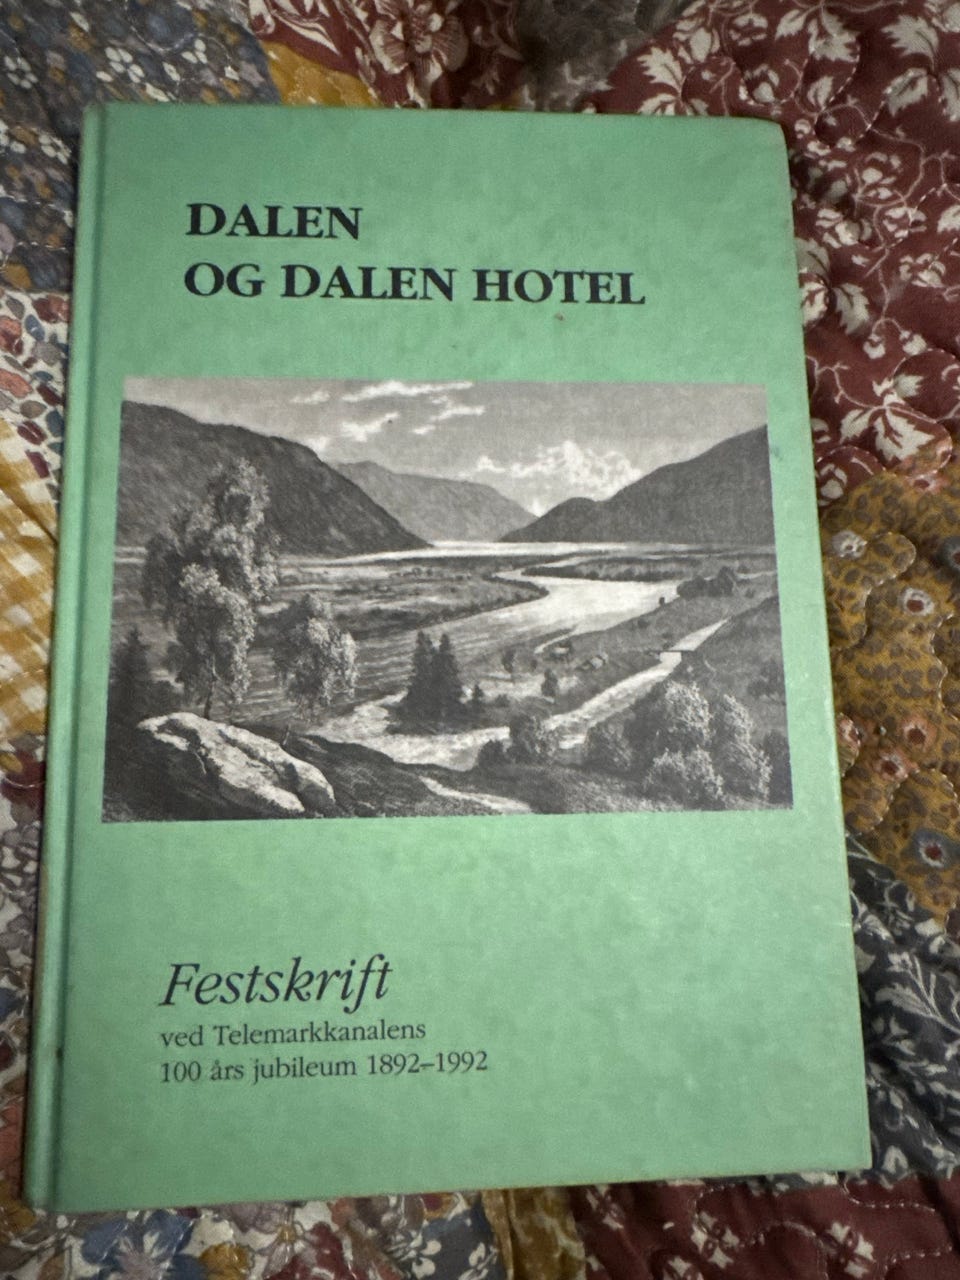 DALEN
OG DALEN HOTEL
Festskrift
ved Telemarkkanalens
100 års jubileum 1892–1992